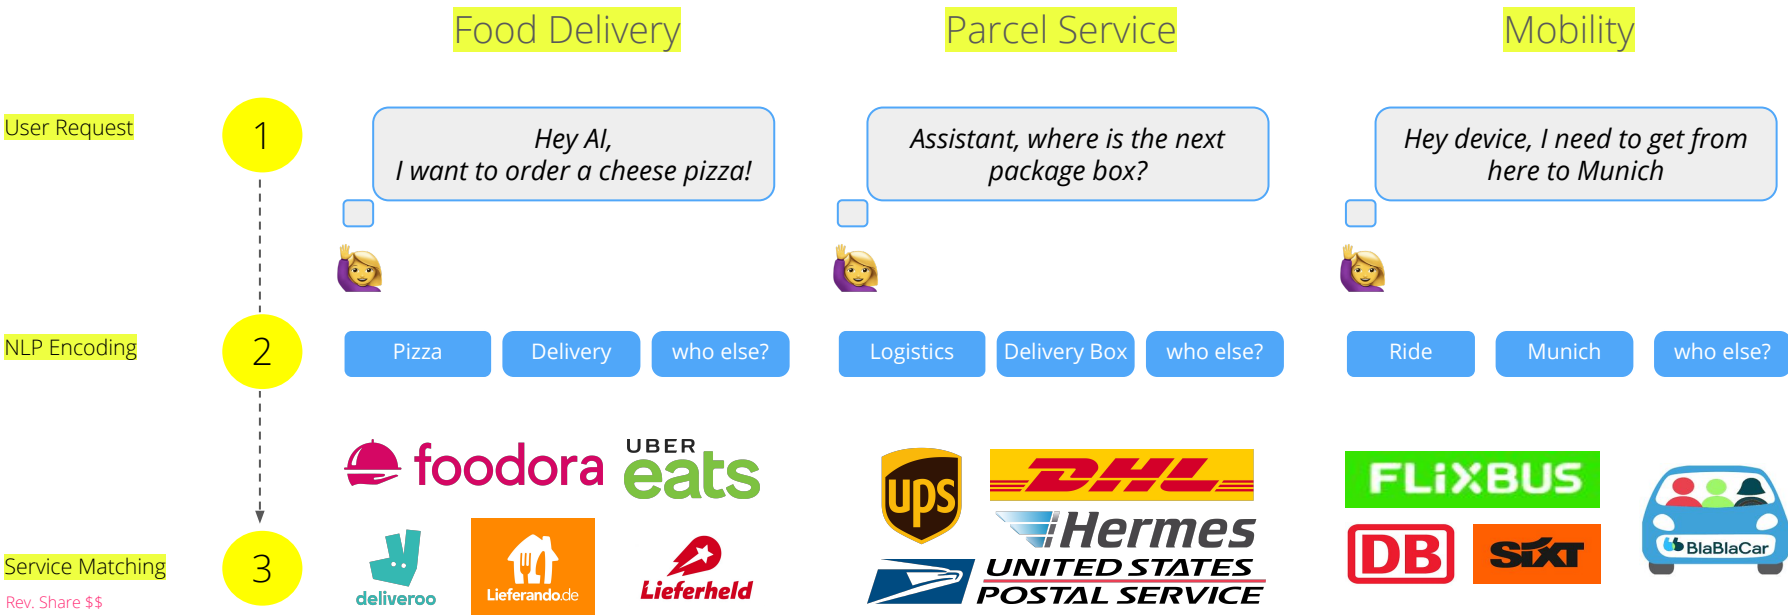 Food Delivery
Parcel Service
Mobility
User Request
1
Hey AI,
I want to order a cheese pizza!
Assistant, where is the next
package box?
Hey device, I need to get from
here to Munich
NLP Encoding
2
Pizza
Delivery
who else?
Logistics
Delivery Box
who else?
Ride
Munich
who else?
foodora
UBER
eats
ups
DHL
Hermes
UNITED STATES
POSTAL SERVICE
FLiXBUS
DB
SiXT
BlaBlaCar
Service Matching
3
Rev. Share $$
deliveroo
Lieferando.de
Lieferheld